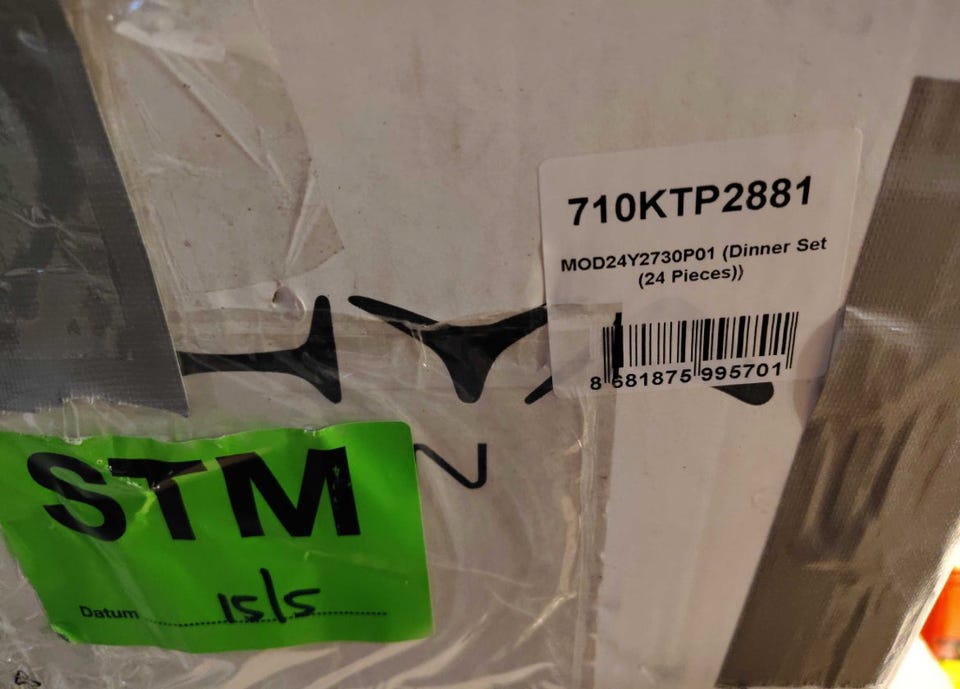 710KTP2881
MOD24Y2730P01 (Dinner Set
(24 Pieces))
8 681875 995701
STM
Datum 15/5